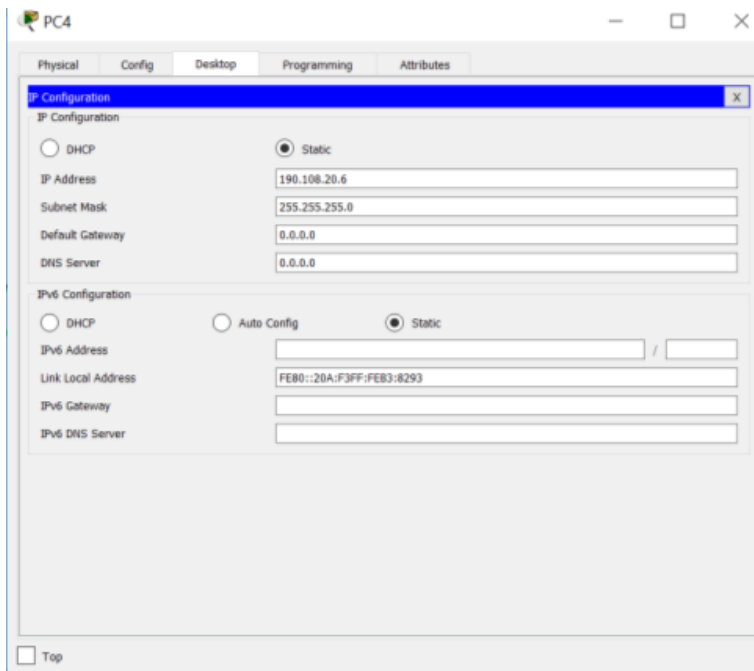 PC4
Physical Config Desktop Programming Attributes
IP Configuration X
IP Configuration
DHCP Static
IP Address 190.108.20.6
Subnet Mask 255.255.255.0
Default Gateway 0.0.0.0
DNS Server 0.0.0.0
IPv6 Configuration
DHCP Auto Config Static
IPv6 Address /
Link Local Address FE80::20A:F3FF:FEB3:8293
IPv6 Gateway
IPv6 DNS Server
Top